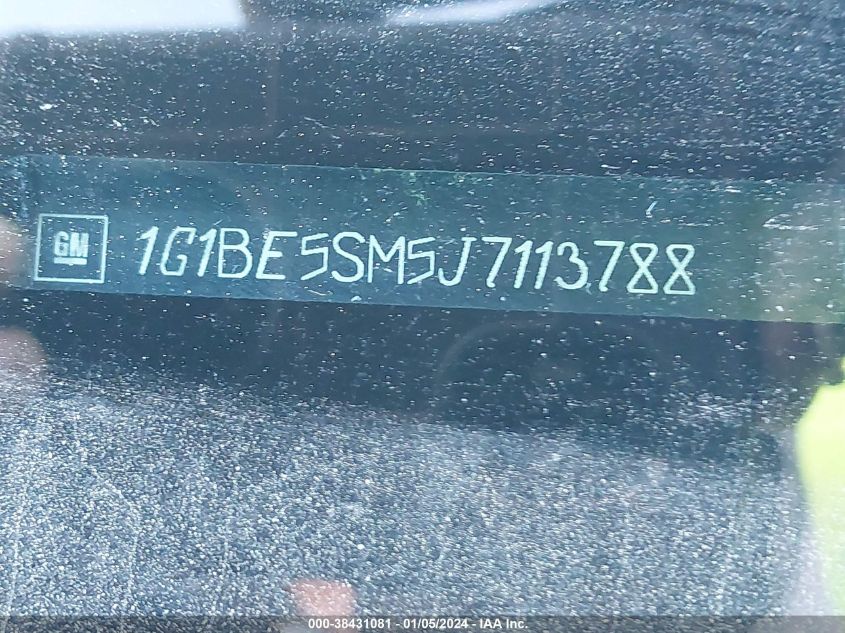 GM 1G1BE5SM5J7113788
000-38431081 - 01/05/2024 - IAA Inc.